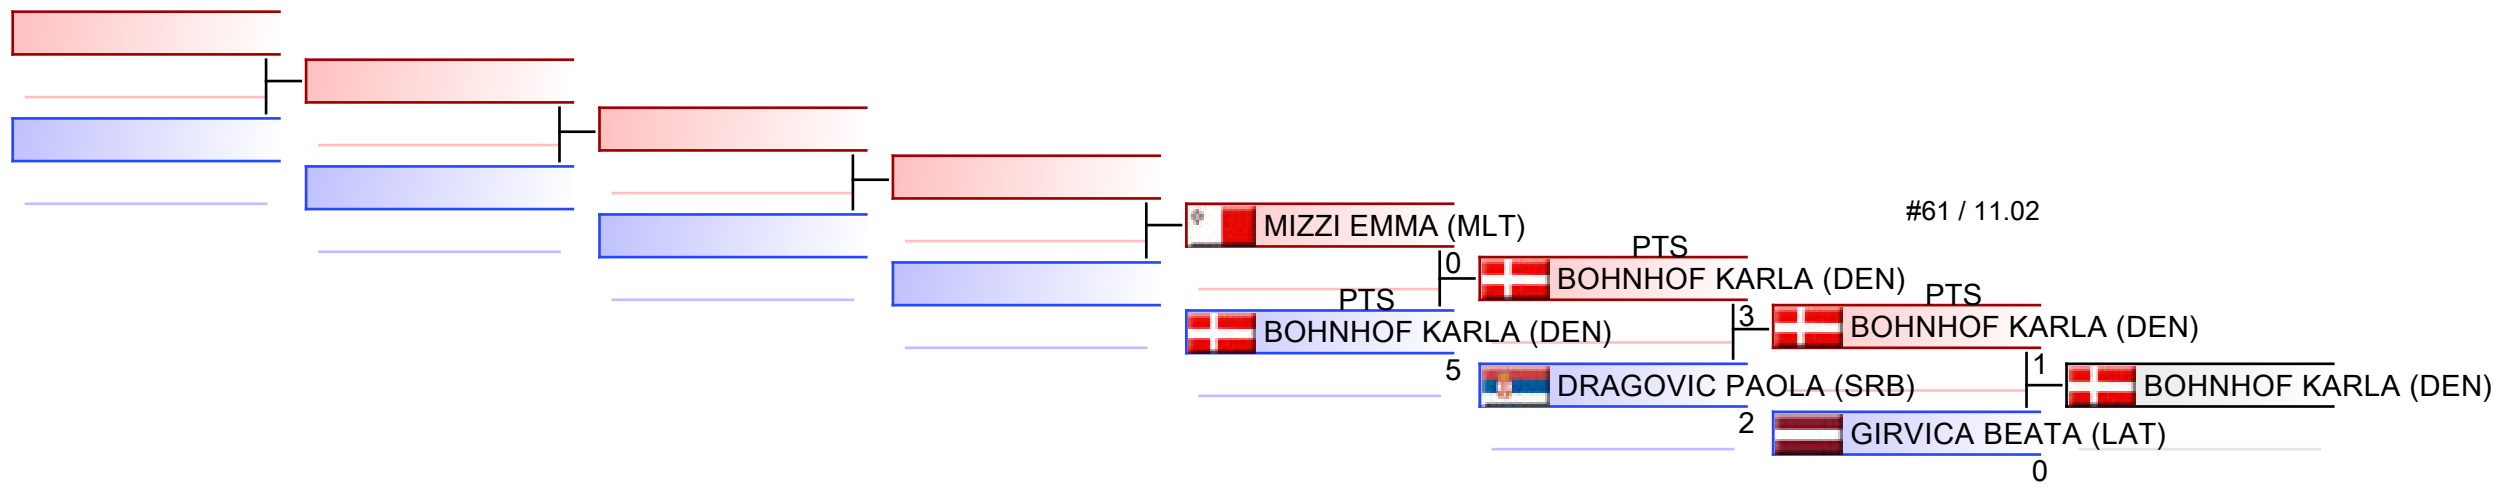 #61 / 11.02
MIZZI EMMA (MLT)
0
PTS
BOHNHOF KARLA (DEN)
5
PTS
BOHNHOF KARLA (DEN)
3
DRAGOVIC PAOLA (SRB)
2
PTS
BOHNHOF KARLA (DEN)
1
GIRVICA BEATA (LAT)
0
BOHNHOF KARLA (DEN)